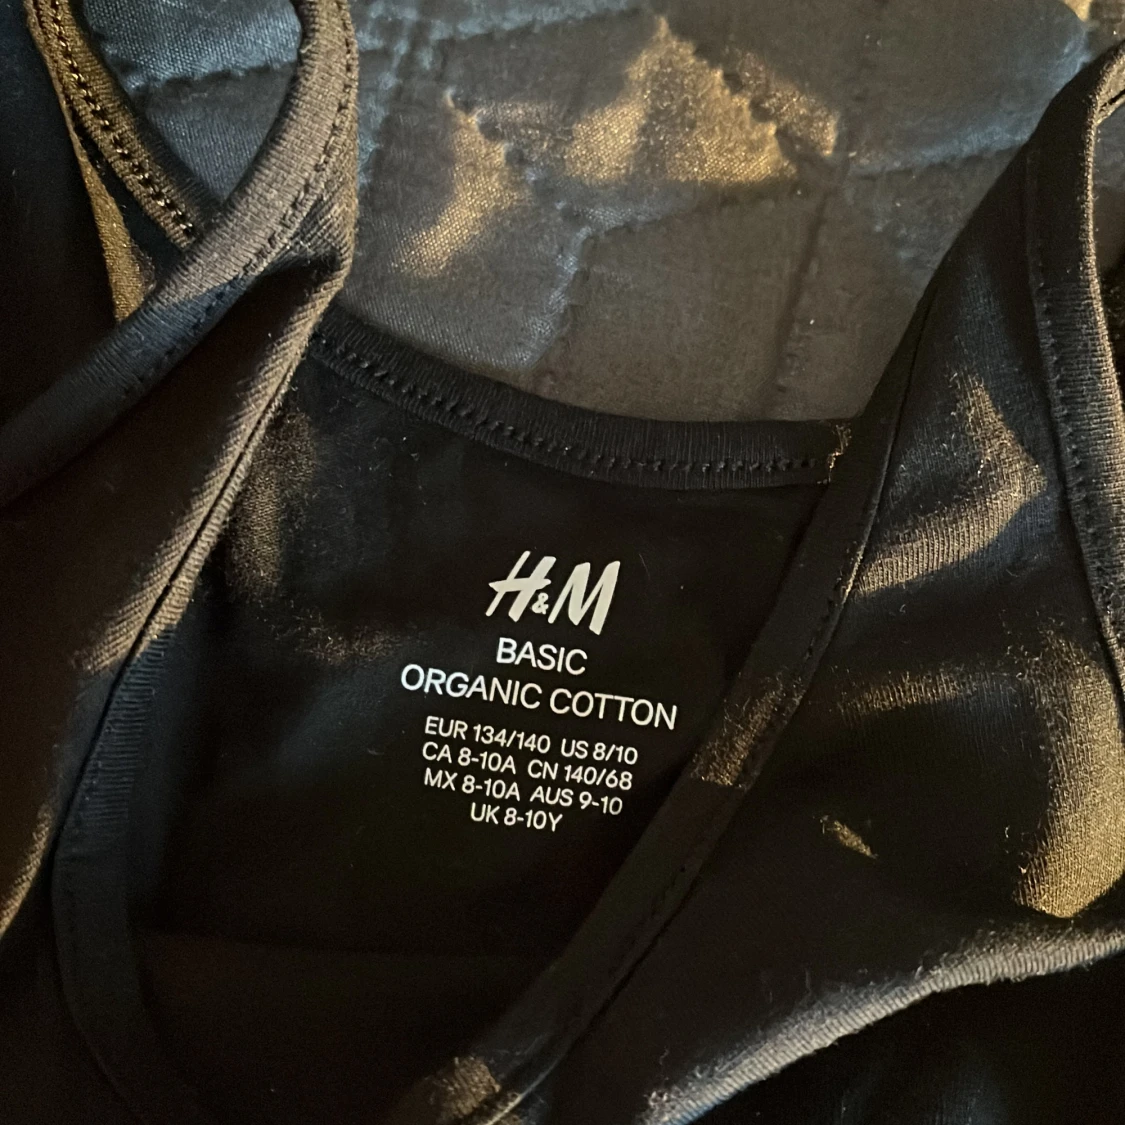 H&M
BASIC
ORGANIC COTTON
EUR 134/140 US 8/10
CA 8-10A CN 140/68
MX 8-10A AUS 9-10
UK 8-10Y